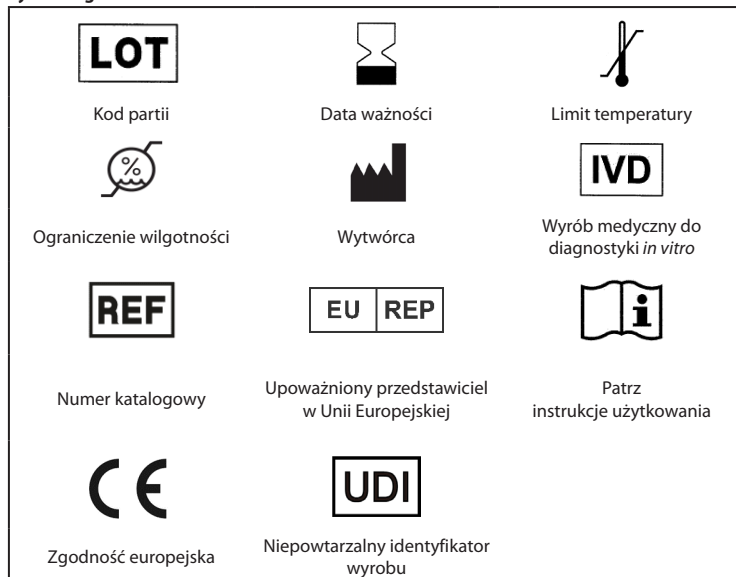 LOT
Kod partii
Data ważności
Limit temperatury
%
Ograniczenie wilgotności
Wytwórca
IVD
Wyrób medyczny do
diagnostyki in vitro
REF
Numer katalogowy
EU REP
Upoważniony przedstawiciel
w Unii Europejskiej
i
Patrz
instrukcje użytkowania
CE
Zgodność europejska
UDI
Niepowtarzalny identyfikator
wyrobu